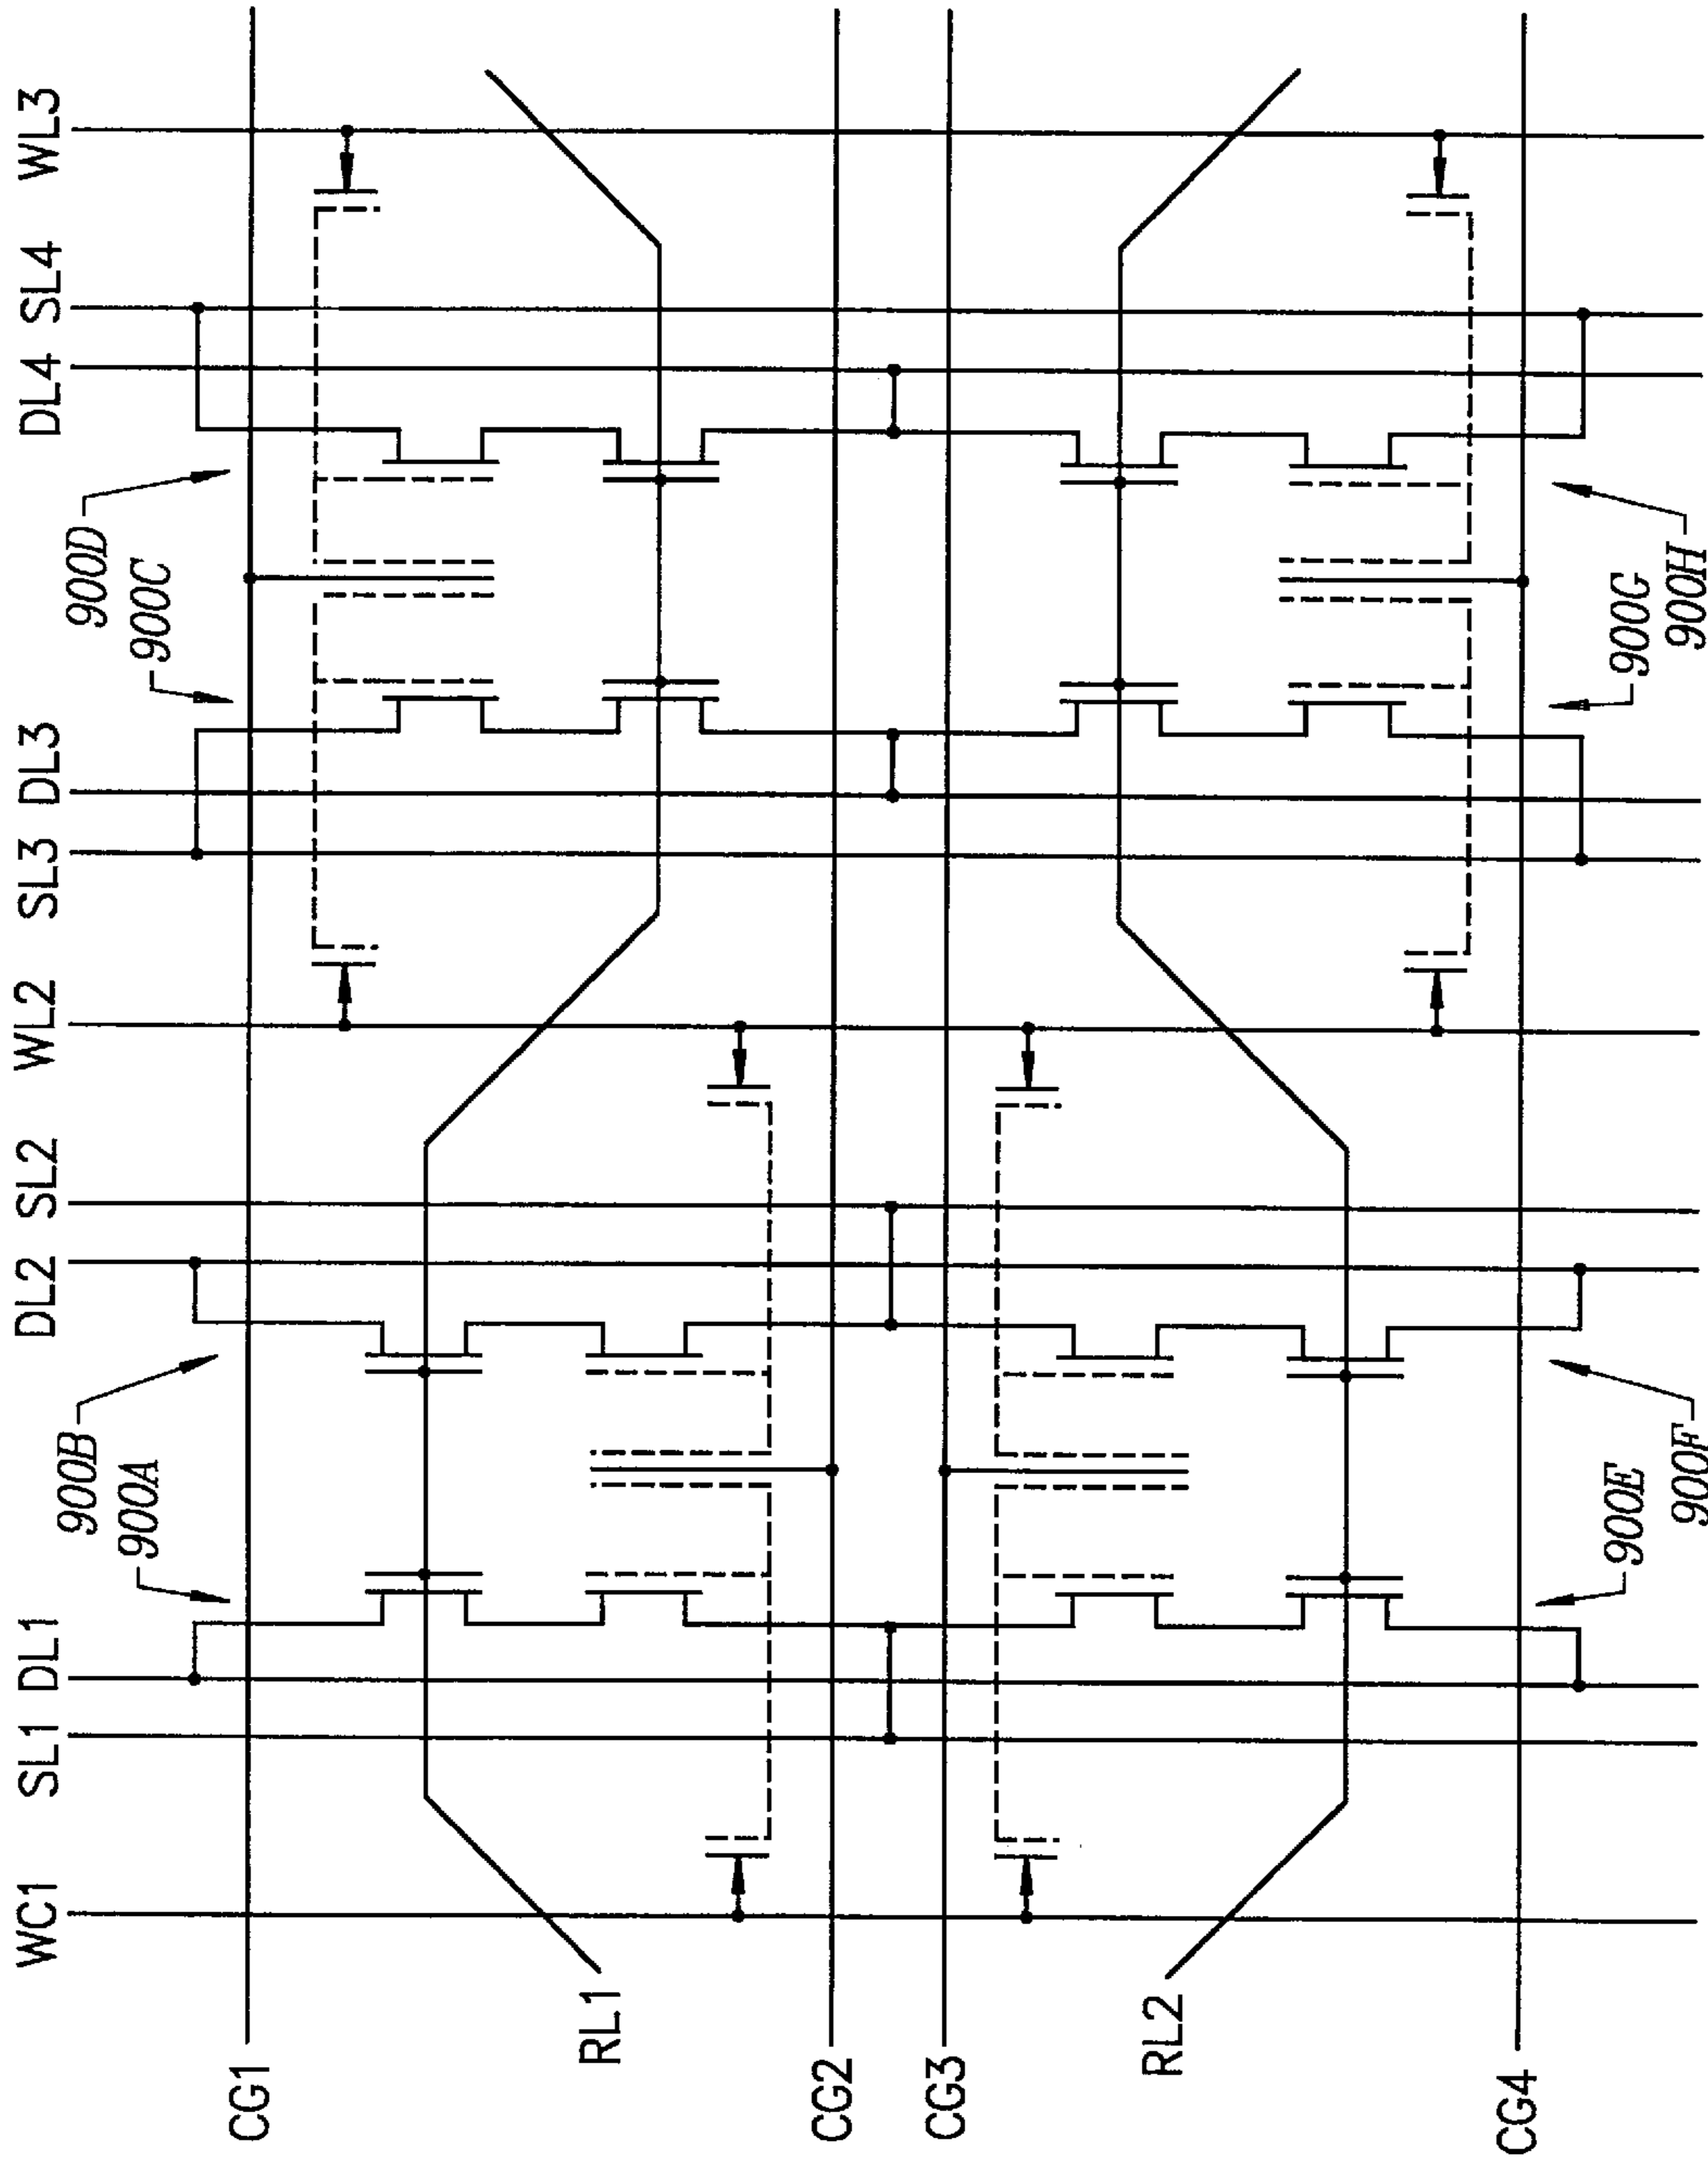 WC1 SL1 DL1 DL2 SL2 WL2 SL3 DL3 DL4 SL4 WL3
900B
900A
900D
900C
CG1
RL1
CG2
CG3
RL2
CG4
900E
900F
900G
900H